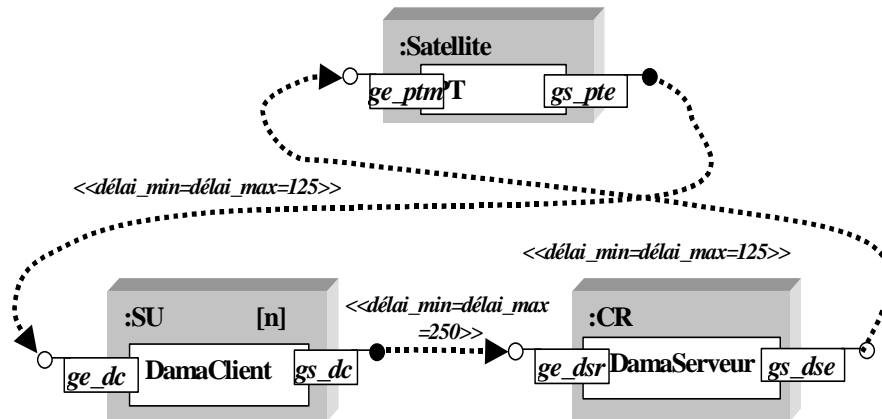 :Satellite
ge_ptm PT gs_pte
<<délai_min=délai_max=125>>
<<délai_min=délai_max=125>>
:SU [n]
<<délai_min=délai_max
=250>>
:CR
ge_dc DamaClient gs_dc
ge_dsr DamaServeur gs_dse